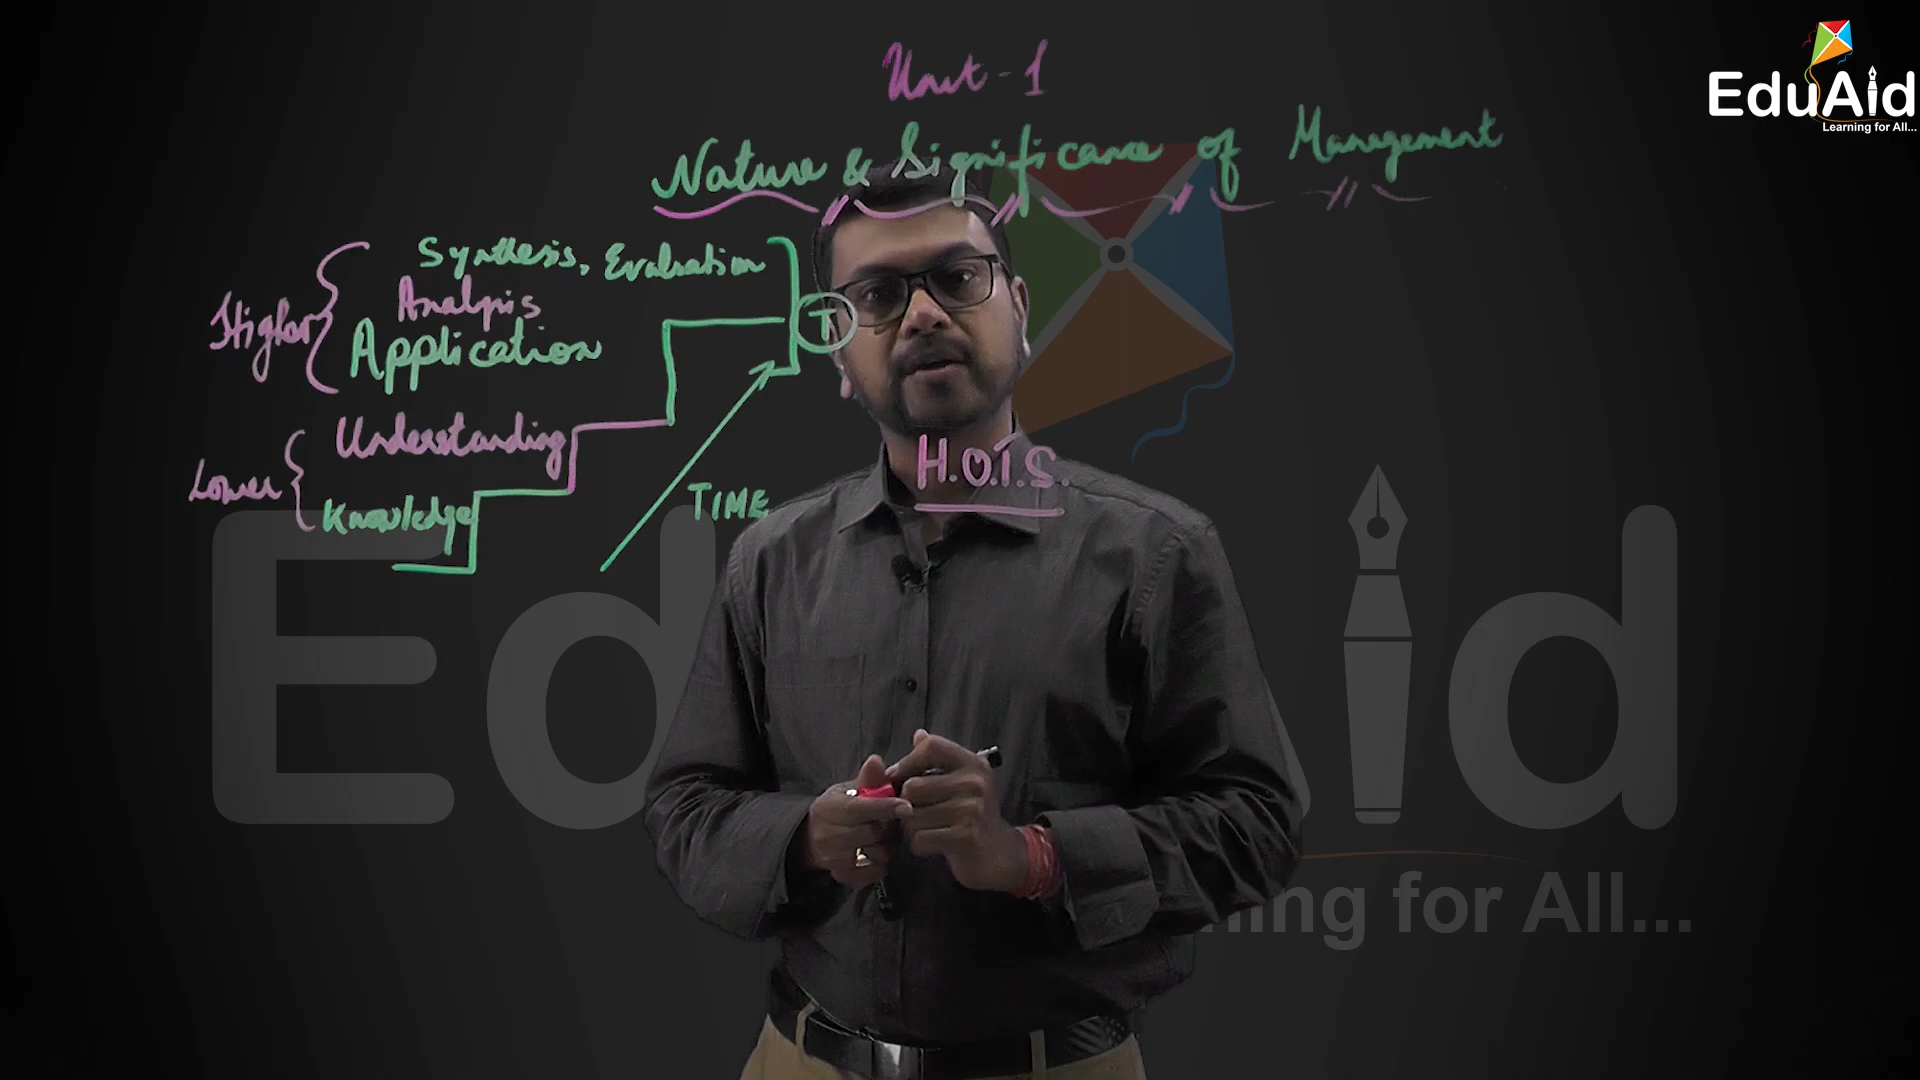 Unit - 1
Nature & Significance of Management
EduAid
Learning for All...
Synthesis, Evaluation
Analysis
Higher
Application
T
Understanding
Lower
Knowledge
TIME
H.O.T.S.
Ed id
ning for All...